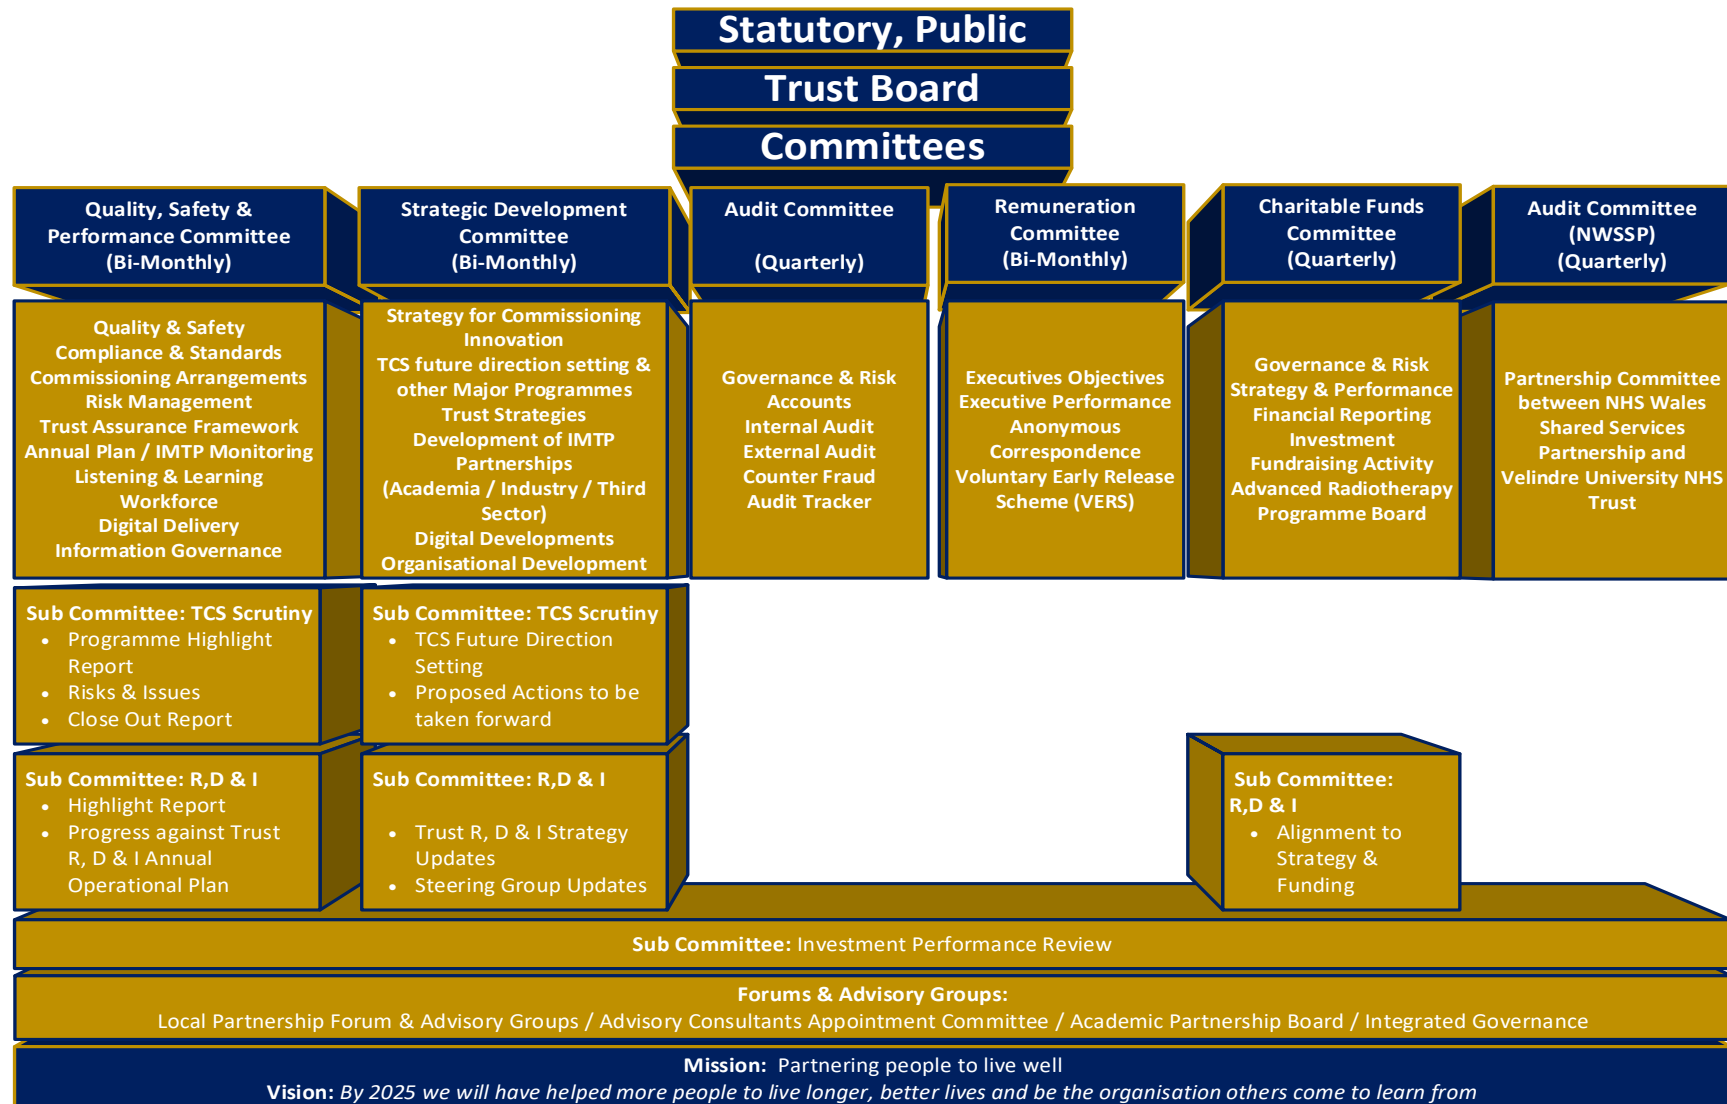 Statutory, Public
Trust Board
Committees
Quality, Safety &
Performance Committee
(Bi-Monthly)
Strategic Development
Committee
(Bi-Monthly)
Audit Committee
(Quarterly)
Remuneration
Committee
(Bi-Monthly)
Charitable Funds
Committee
(Quarterly)
Audit Committee
(NWSSP)
(Quarterly)
Quality & Safety
Compliance & Standards
Commissioning Arrangements
Risk Management
Trust Assurance Framework
Annual Plan / IMTP Monitoring
Listening & Learning
Workforce
Digital Delivery
Information Governance
Strategy for Commissioning
Innovation
TCS future direction setting &
other Major Programmes
Trust Strategies
Development of IMTP
Partnerships
(Academia / Industry / Third
Sector)
Digital Developments
Organisational Development
Governance & Risk
Accounts
Internal Audit
External Audit
Counter Fraud
Audit Tracker
Executives Objectives
Executive Performance
Anonymous
Correspondence
Voluntary Early Release
Scheme (VERS)
Governance & Risk
Strategy & Performance
Financial Reporting
Investment
Fundraising Activity
Advanced Radiotherapy
Programme Board
Partnership Committee
between NHS Wales
Shared Services
Partnership and
Velindre University NHS
Trust
Sub Committee: TCS Scrutiny
• Programme Highlight
Report
• Risks & Issues
• Close Out Report
Sub Committee: TCS Scrutiny
• TCS Future Direction
Setting
• Proposed Actions to be
taken forward
Sub Committee: R,D & I
• Highlight Report
• Progress against Trust
R, D & I Annual
Operational Plan
Sub Committee: R,D & I
• Trust R, D & I Strategy
Updates
• Steering Group Updates
Sub Committee:
R,D & I
• Alignment to
Strategy &
Funding
Sub Committee: Investment Performance Review
Forums & Advisory Groups:
Local Partnership Forum & Advisory Groups / Advisory Consultants Appointment Committee / Academic Partnership Board / Integrated Governance
Mission: Partnering people to live well
Vision: By 2025 we will have helped more people to live longer, better lives and be the organisation others come to learn from